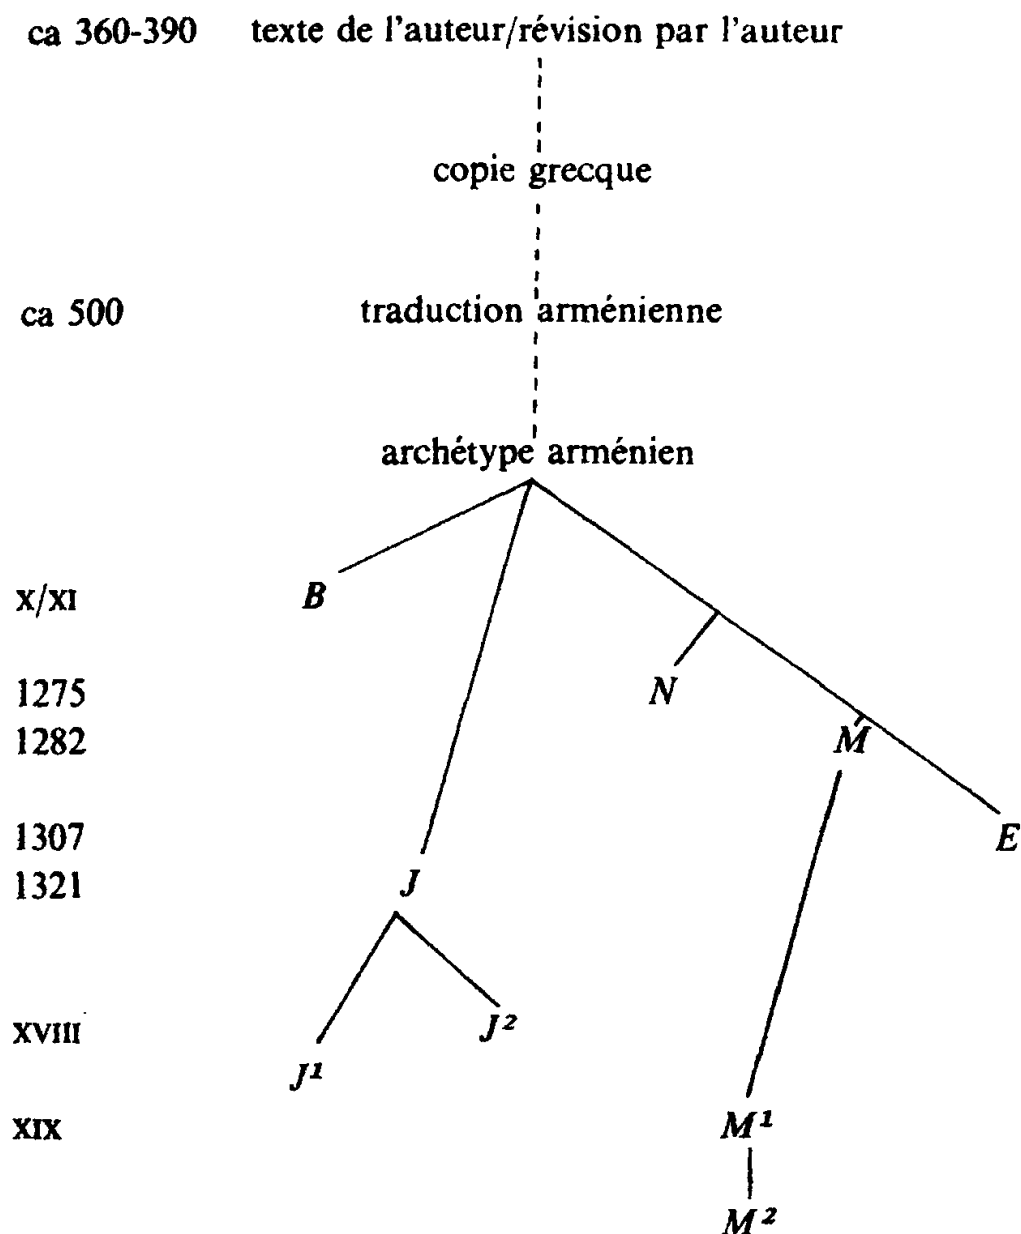 ca 360-390 texte de l'auteur/révision par l'auteur
copie grecque
ca 500 traduction arménienne
archétype arménien
X/XI B
1275 N
1282 M
1307 E
1321 J
XVIII J²
J¹
XIX M¹
M²